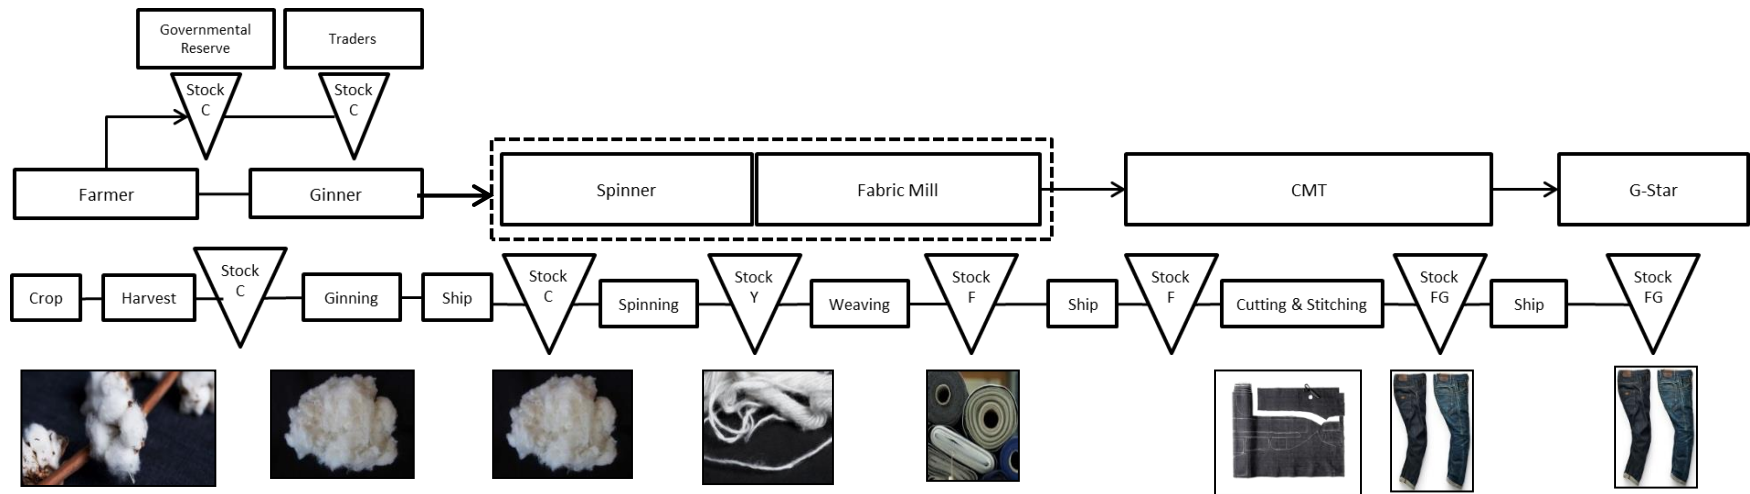 Governmental
Reserve
Traders
Stock
C
Stock
C
Farmer
Ginner
Spinner
Fabric Mill
CMT
G-Star
Crop
Harvest
Stock
C
Ginning
Ship
Stock
C
Spinning
Stock
Y
Weaving
Stock
F
Ship
Stock
F
Cutting & Stitching
Stock
FG
Ship
Stock
FG